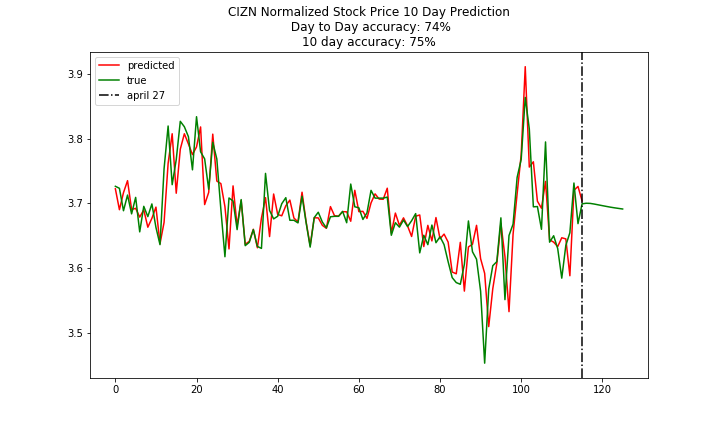 CIZN Normalized Stock Price 10 Day Prediction
Day to Day accuracy: 74%
10 day accuracy: 75%
predicted
true
april 27
3.9
3.8
3.7
3.6
3.5
0 20 40 60 80 100 120